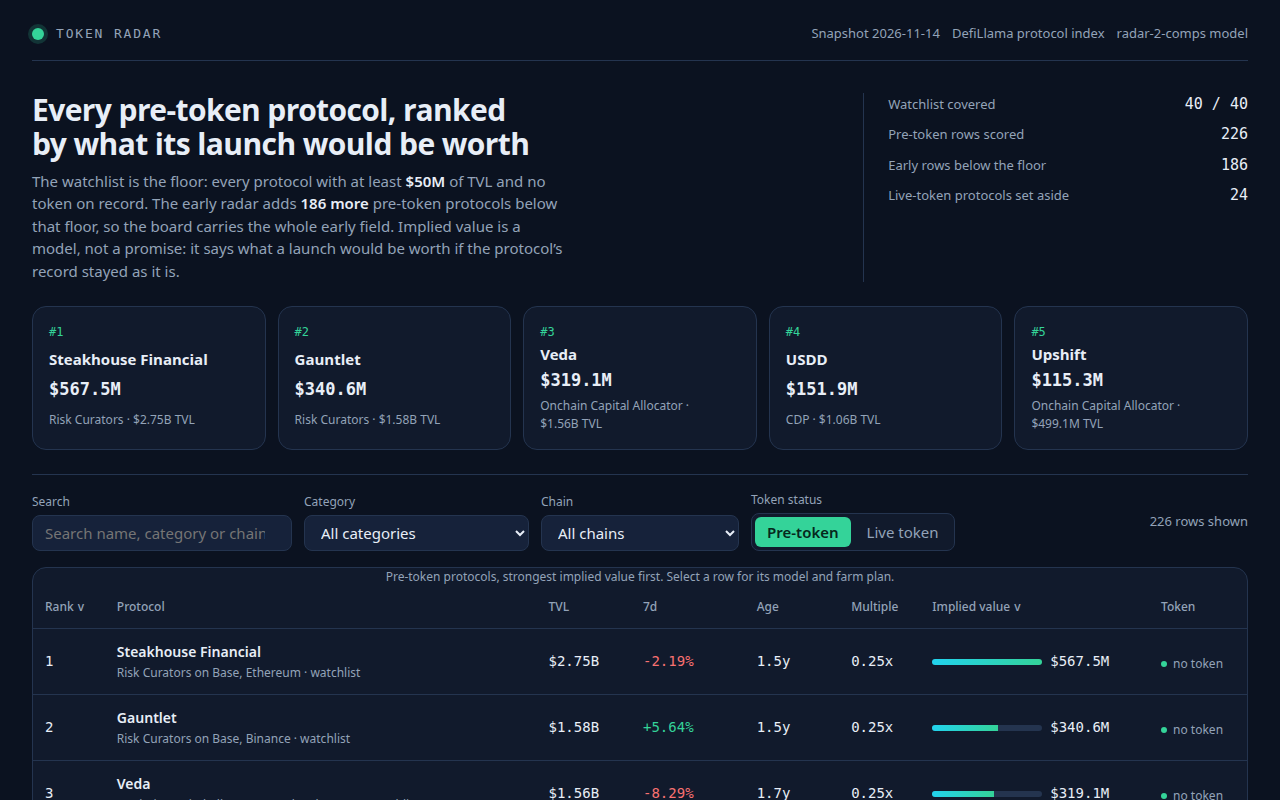 TOKEN RADAR
Snapshot 2026-11-14 DefiLlama protocol index radar-2-comps model
Every pre-token protocol, ranked
by what its launch would be worth
The watchlist is the floor: every protocol with at least $50M of TVL and no
token on record. The early radar adds 186 more pre-token protocols below
that floor, so the board carries the whole early field. Implied value is a
model, not a promise: it says what a launch would be worth if the protocol’s
record stayed as it is.
Watchlist covered 40 / 40
Pre-token rows scored 226
Early rows below the floor 186
Live-token protocols set aside 24
#1
Steakhouse Financial
$567.5M
Risk Curators · $2.75B TVL
#2
Gauntlet
$340.6M
Risk Curators · $1.58B TVL
#3
Veda
$319.1M
Onchain Capital Allocator ·
$1.56B TVL
#4
USDD
$151.9M
CDP · $1.06B TVL
#5
Upshift
$115.3M
Onchain Capital Allocator ·
$499.1M TVL
Search
Search name, category or chain
Category
All categories
Chain
All chains
Token status
Pre-token Live token
226 rows shown
Pre-token protocols, strongest implied value first. Select a row for its model and farm plan.
Rank v Protocol TVL 7d Age Multiple Implied value v Token
1 Steakhouse Financial $2.75B -2.19% 1.5y 0.25x $567.5M no token
Risk Curators on Base, Ethereum · watchlist
2 Gauntlet $1.58B +5.64% 1.5y 0.25x $340.6M no token
Risk Curators on Base, Binance · watchlist
3 Veda $1.56B -8.29% 1.7y 0.25x $319.1M no token